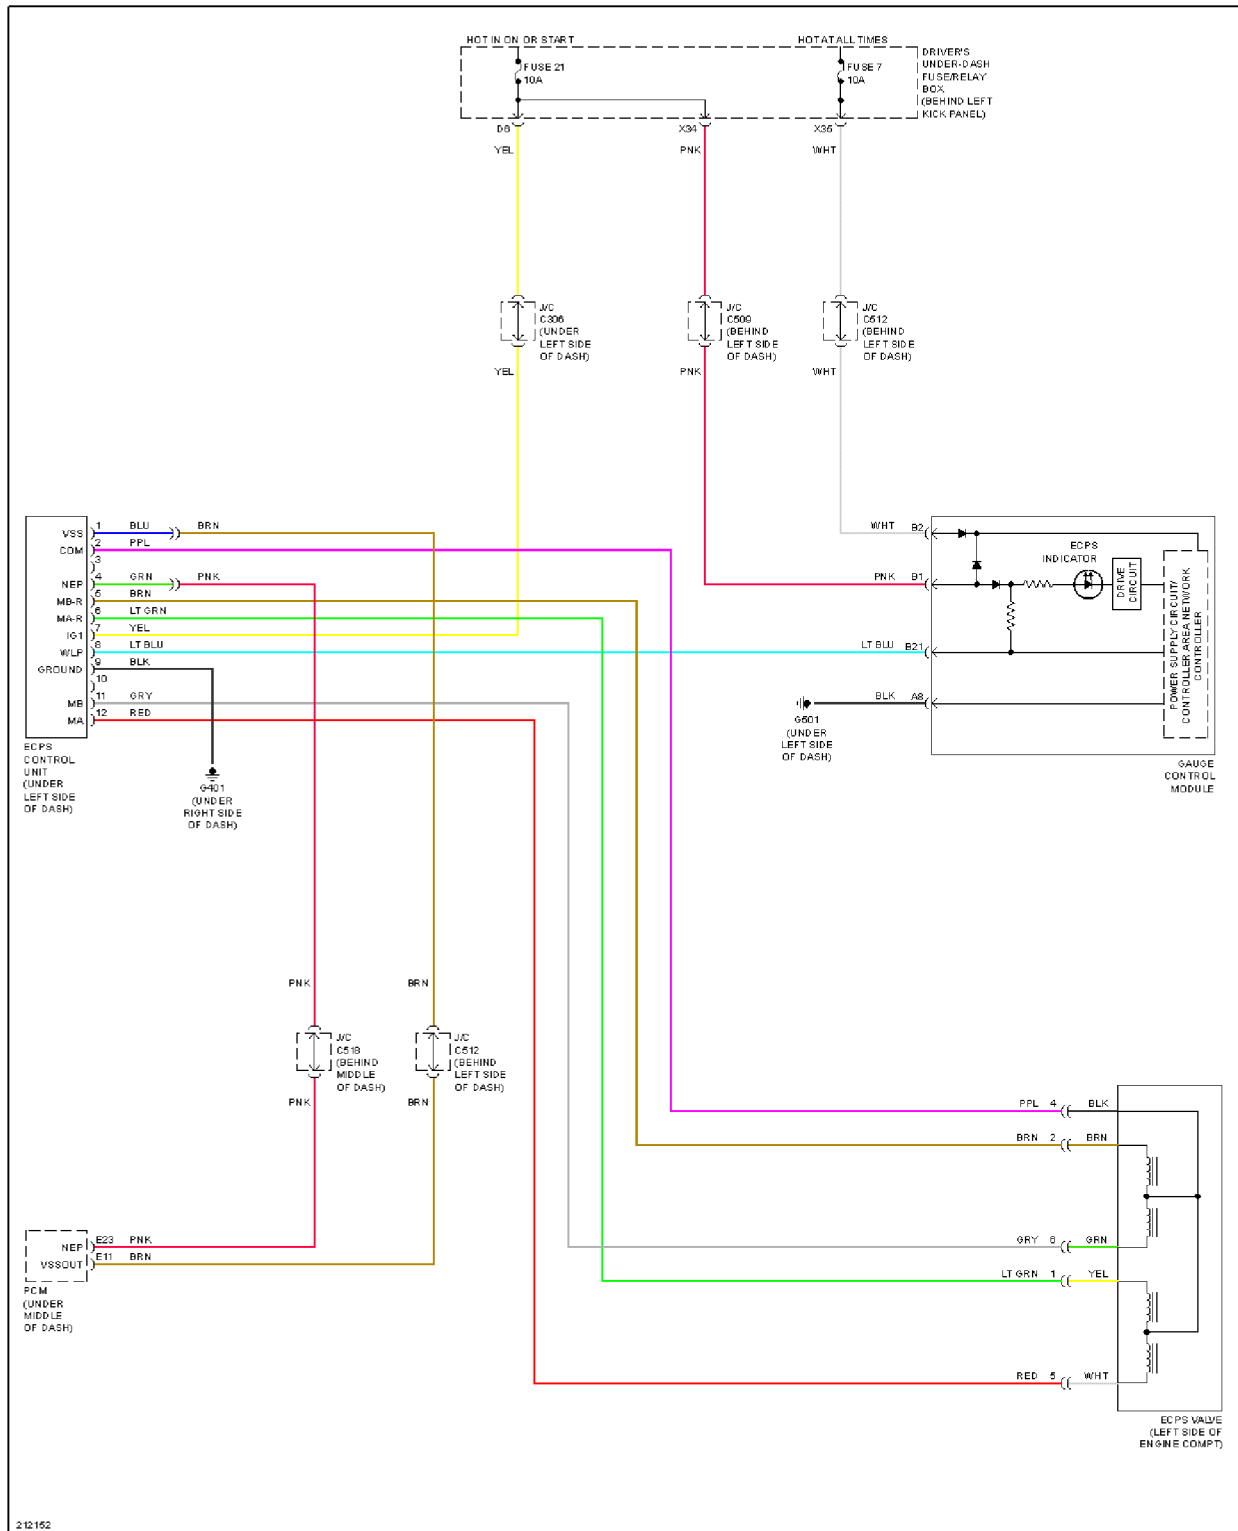 HOT IN ON OR START
HOT AT ALL TIMES
FUSE 21
10A
FUSE 7
10A
DRIVER'S
UNDER-DASH
FUSE/RELAY
BOX
(BEHIND LEFT
KICK PANEL)
D6
X34
X35
YEL
PNK
WHT
J/C
C306
(UNDER
LEFT SIDE
OF DASH)
J/C
C509
(BEHIND
LEFT SIDE
OF DASH)
J/C
C512
(BEHIND
LEFT SIDE
OF DASH)
YEL
PNK
WHT
VSS 1 BLU BRN
COM 2 PPL
3
NEP 4 GRN PNK
MB-R 5 BRN
MA-R 6 LT GRN
IG1 7 YEL
WLP 8 LT BLU
GROUND 9 BLK
10
MB 11 GRY
MA 12 RED
ECPS
CONTROL
UNIT
(UNDER
LEFT SIDE
OF DASH)
G401
(UNDER
RIGHT SIDE
OF DASH)
WHT B2
PNK B1
LT BLU B21
BLK A8
G501
(UNDER
LEFT SIDE
OF DASH)
ECPS
INDICATOR
DRIVE
CIRCUIT
POWER SUPPLY CIRCUIT/
CONTROLLER AREA NETWORK
CONTROLLER
GAUGE
CONTROL
MODULE
PNK
BRN
J/C
C518
(BEHIND
MIDDLE
OF DASH)
J/C
C512
(BEHIND
LEFT SIDE
OF DASH)
PNK
BRN
NEP E23 PNK
VSSOUT E11 BRN
PCM
(UNDER
MIDDLE
OF DASH)
PPL 4 BLK
BRN 2 BRN
GRY 6 GRN
LT GRN 1 YEL
RED 5 WHT
ECPS VALVE
(LEFT SIDE OF
ENGINE COMPT)
212152